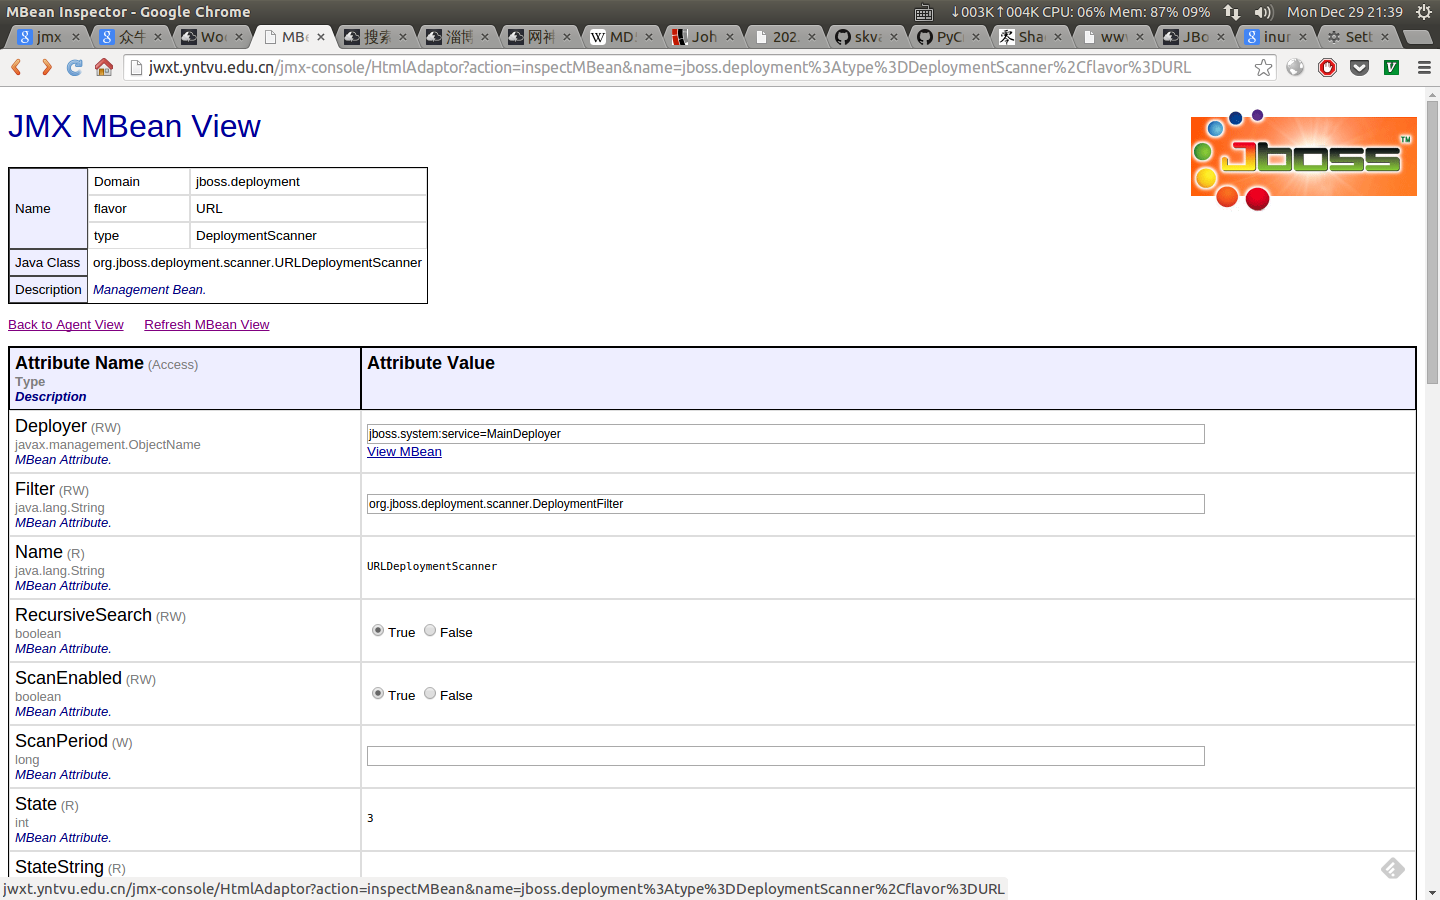 MBean Inspector - Google Chrome
↓003K↑004K CPU: 06% Mem: 87% 09% Mon Dec 29 21:39
jmx
众牛
Wo
MBe
搜索
淄博
网神
MD
Joh
202.
skva
PyC
Sha
ww
JBo
inur
Sett
jwxt.yntvu.edu.cn/jmx-console/HtmlAdaptor?action=inspectMBean&name=jboss.deployment%3Atype%3DDeploymentScanner%2Cflavor%3DURL
JMX MBean View
Jboss™
Name
Domain jboss.deployment
flavor URL
type DeploymentScanner
Java Class org.jboss.deployment.scanner.URLDeploymentScanner
Description Management Bean.
Back to Agent View Refresh MBean View
Attribute Name (Access) Attribute Value
Type
Description
Deployer (RW)
javax.management.ObjectName
MBean Attribute.
jboss.system:service=MainDeployer
View MBean
Filter (RW)
java.lang.String
MBean Attribute.
org.jboss.deployment.scanner.DeploymentFilter
Name (R)
java.lang.String
MBean Attribute.
URLDeploymentScanner
RecursiveSearch (RW)
boolean
MBean Attribute.
True False
ScanEnabled (RW)
boolean
MBean Attribute.
True False
ScanPeriod (W)
long
MBean Attribute.
State (R)
int
MBean Attribute.
3
StateString (R)
jwxt.yntvu.edu.cn/jmx-console/HtmlAdaptor?action=inspectMBean&name=jboss.deployment%3Atype%3DDeploymentScanner%2Cflavor%3DURL